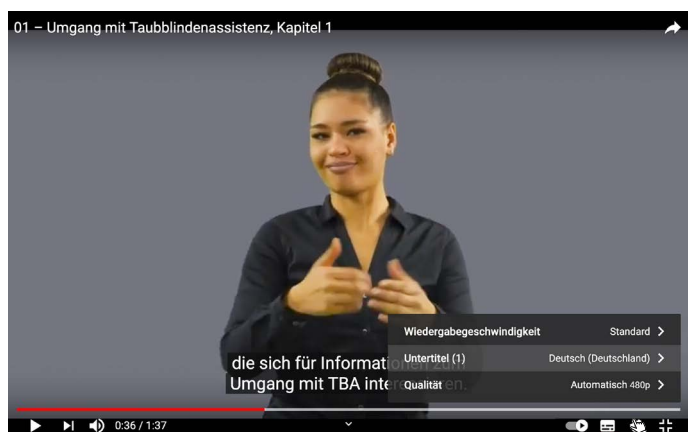 01 – Umgang mit Taubblindenassistenz, Kapitel 1
Wiedergabegeschwindigkeit Standard
Untertitel (1) Deutsch (Deutschland)
Qualität Automatisch 480p
die sich für Informationen zum
Umgang mit TBA interessieren.
0:36 / 1:37